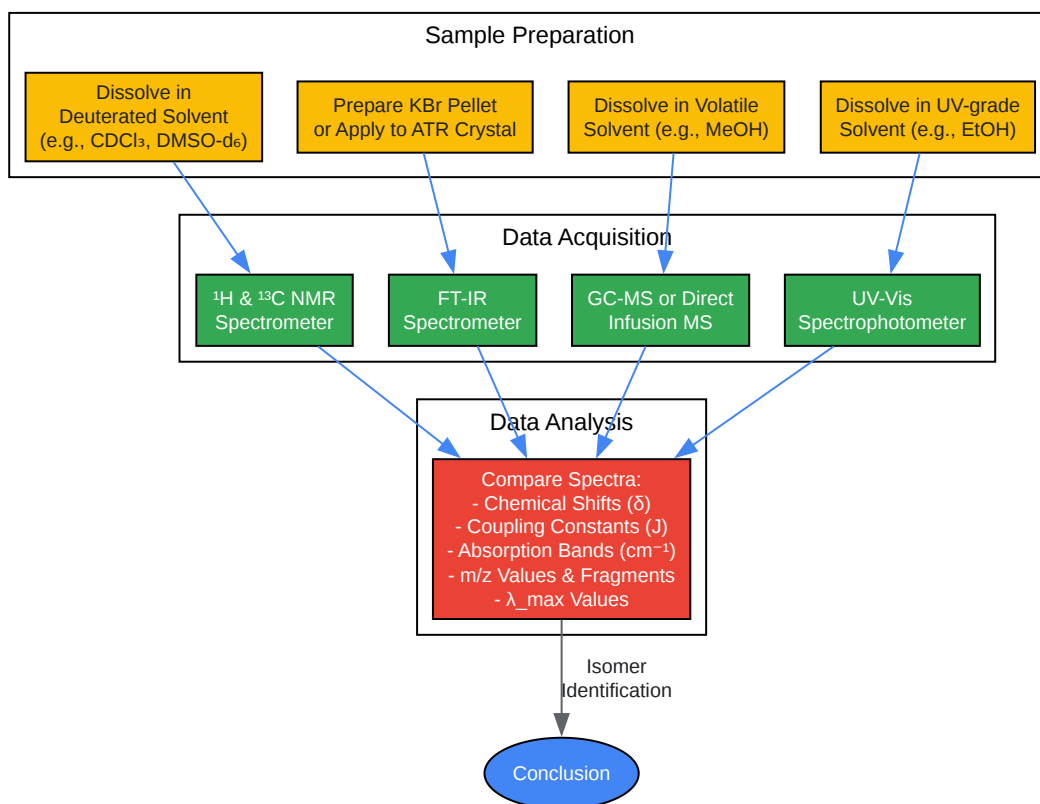 Sample Preparation
Dissolve in
Deuterated Solvent
(e.g., CDCl₃, DMSO-d₆)
Prepare KBr Pellet
or Apply to ATR Crystal
Dissolve in Volatile
Solvent (e.g., MeOH)
Dissolve in UV-grade
Solvent (e.g., EtOH)
Data Acquisition
¹H & ¹³C NMR
Spectrometer
FT-IR
Spectrometer
GC-MS or Direct
Infusion MS
UV-Vis
Spectrophotometer
Data Analysis
Compare Spectra:
- Chemical Shifts (δ)
- Coupling Constants (J)
- Absorption Bands (cm⁻¹)
- m/z Values & Fragments
- λ_max Values
Isomer
Identification
Conclusion